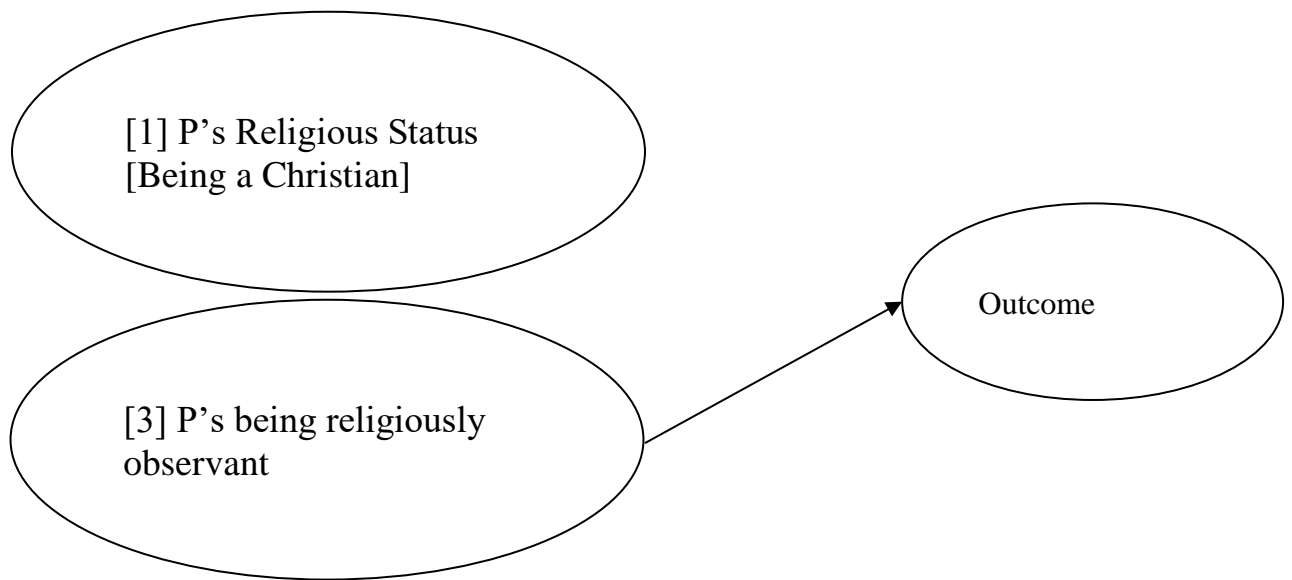 [1] P’s Religious Status
[Being a Christian]
Outcome
[3] P’s being religiously
observant